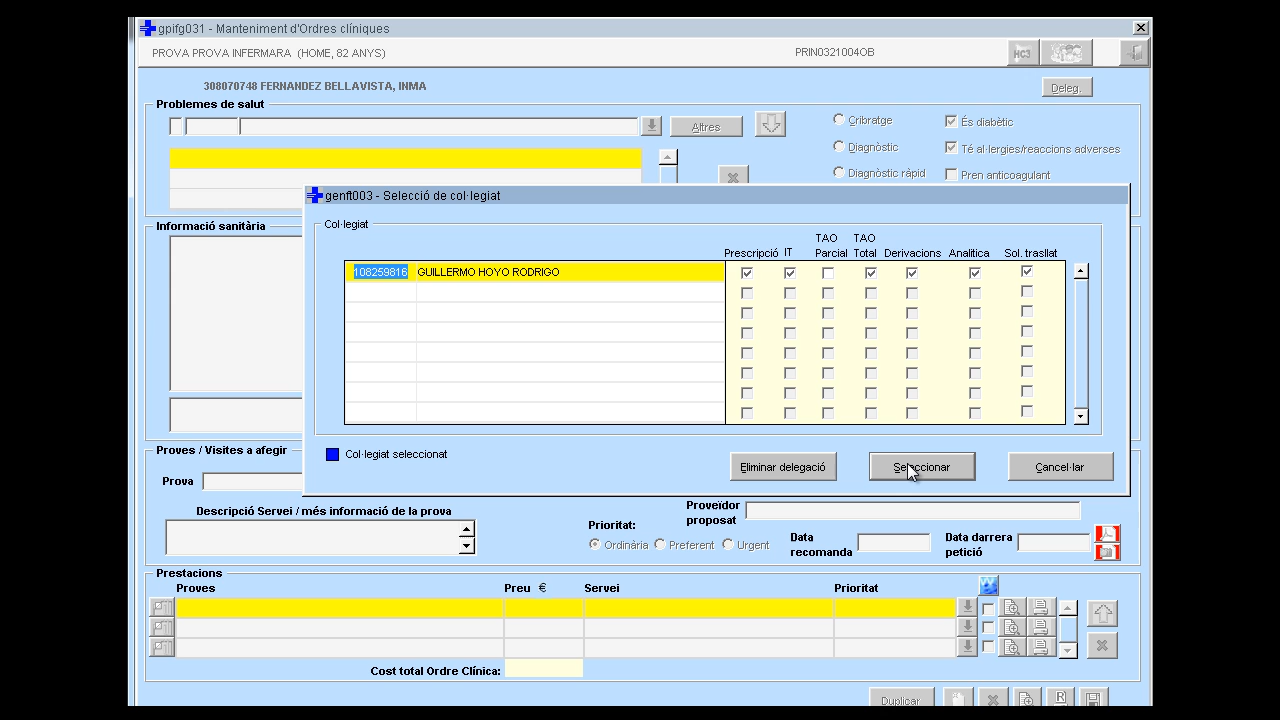 gpifg031 - Manteniment d'Ordres clíniques
PROVA PROVA INFERMARA (HOME, 82 ANYS)
PRIN0321004OB
HC3
308070748 FERNANDEZ BELLAVISTA, INMA
Deleg.
Problemes de salut
Altres
Cribratge
És diabètic
Diagnòstic
Té al·lergies/reaccions adverses
Diagnòstic ràpid
Pren anticoagulant
genft003 - Selecció de col·legiat
Informació sanitària
Col·legiat
Prescripció IT TAO Parcial TAO Total Derivacions Analítica Sol. trasllat
108259816 GUILLERMO HOYO RODRIGO
Col·legiat seleccionat
Eliminar delegació
Seleccionar
Cancel·lar
Proves / Visites a afegir
Prova
Descripció Servei / més informació de la prova
Proveïdor proposat
Prioritat:
Ordinària Preferent Urgent
Data recomanda
Data darrera petició
Prestacions
Proves Preu € Servei Prioritat
Cost total Ordre Clínica:
Duplicar
R